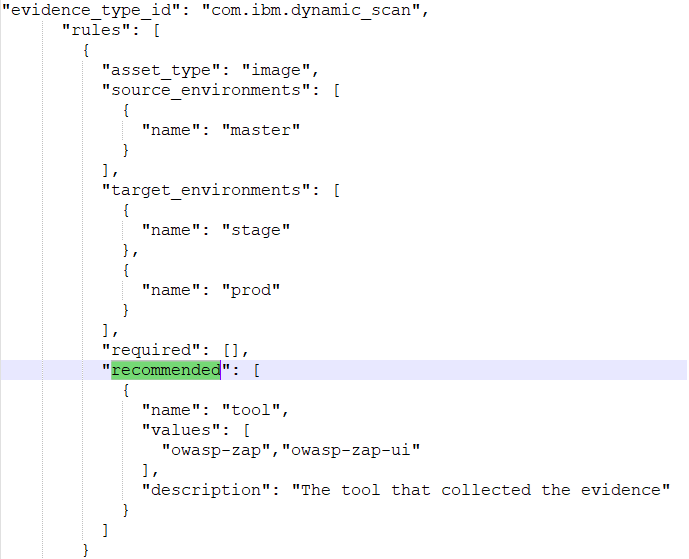 "evidence_type_id": "com.ibm.dynamic_scan",
"rules": [
{
"asset_type": "image",
"source_environments": [
{
"name": "master"
}
],
"target_environments": [
{
"name": "stage"
},
{
"name": "prod"
}
],
"required": [],
"recommended": [
{
"name": "tool",
"values": [
"owasp-zap","owasp-zap-ui"
],
"description": "The tool that collected the evidence"
}
]
}